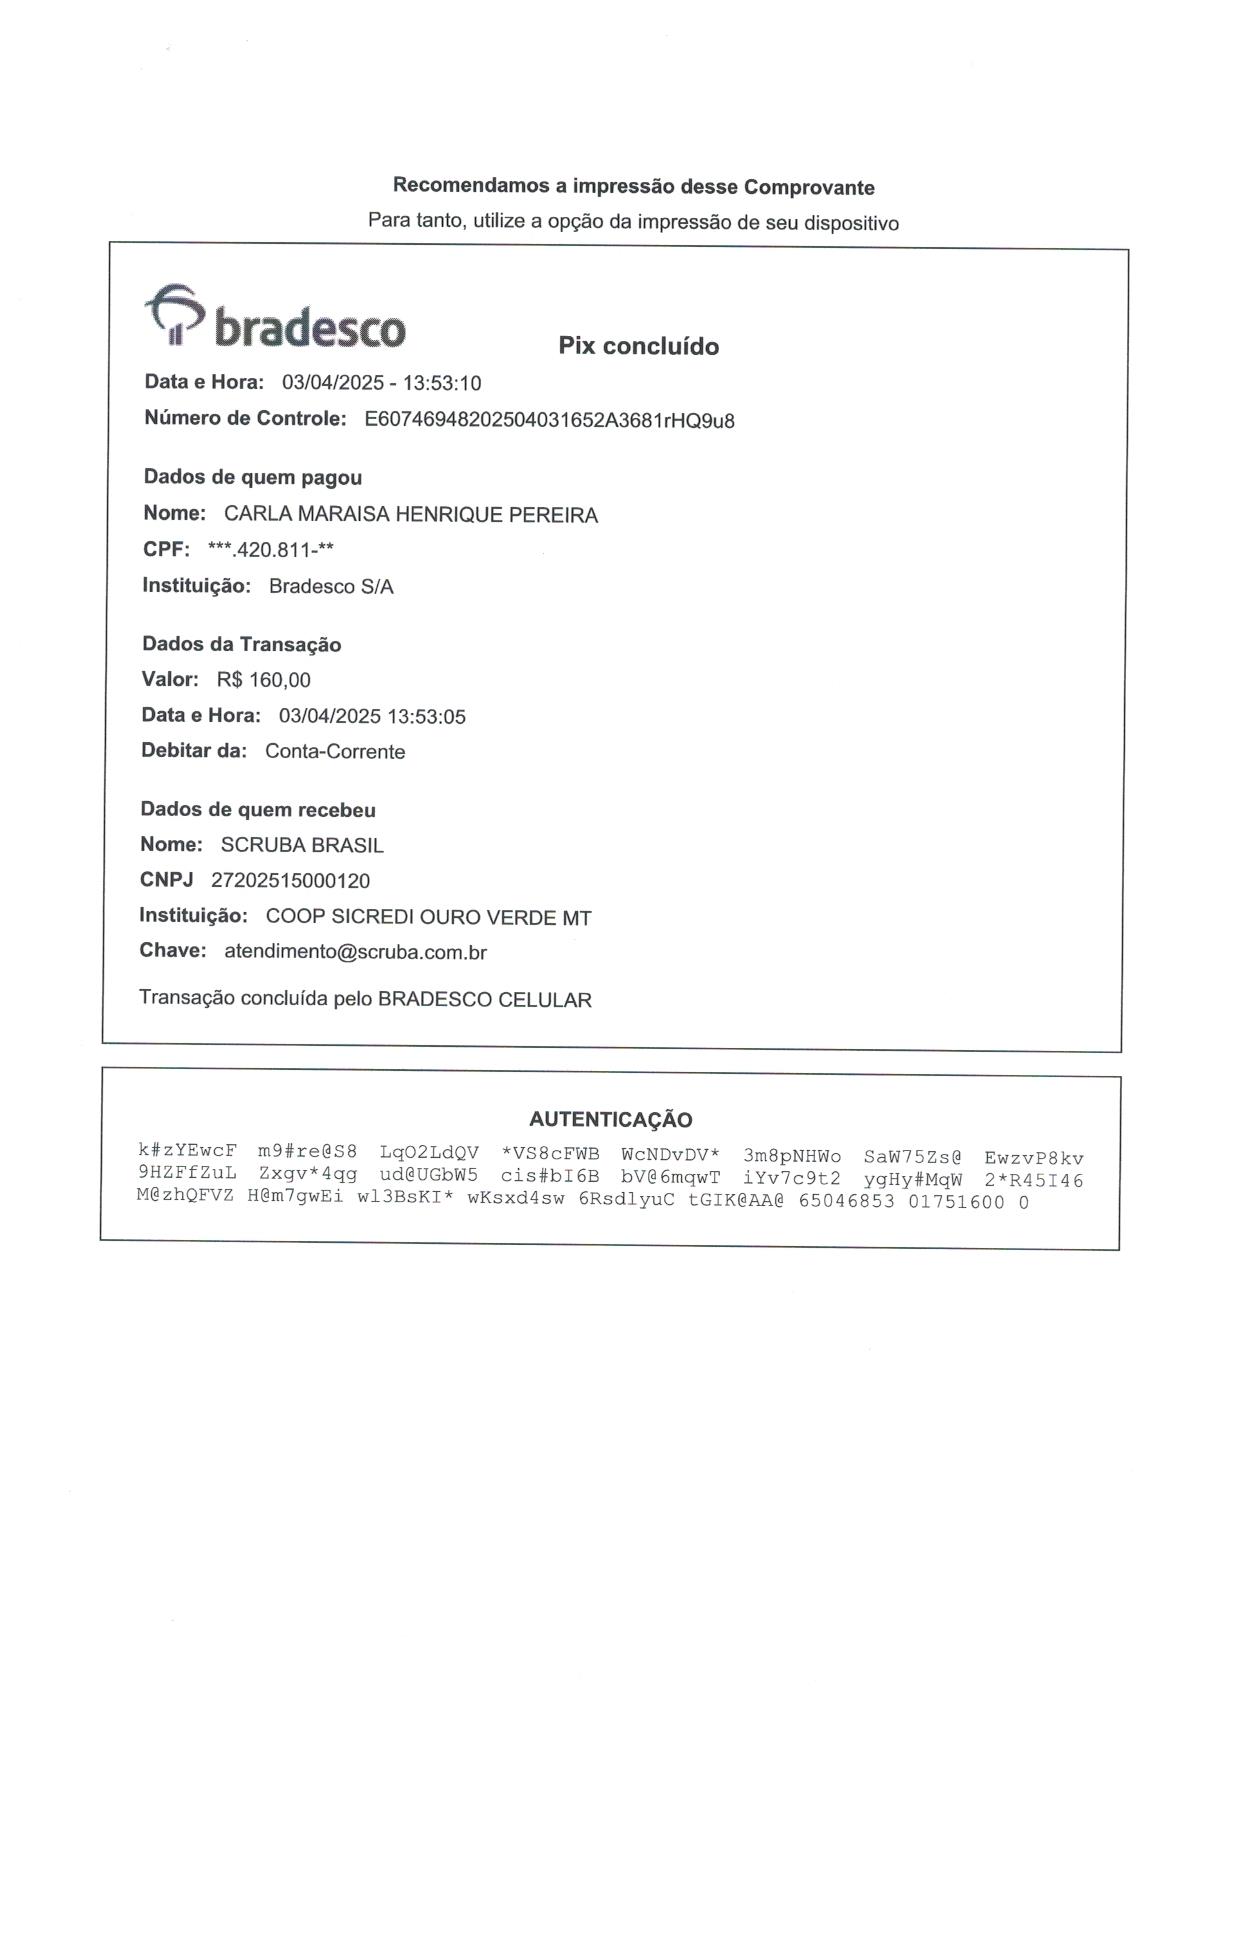 Recomendamos a impressão desse Comprovante
Para tanto, utilize a opção da impressão de seu dispositivo
bradesco
Pix concluído
Data e Hora: 03/04/2025 - 13:53:10
Número de Controle: E60746948202504031652A3681rHQ9u8
Dados de quem pagou
Nome: CARLA MARAISA HENRIQUE PEREIRA
CPF: ***.420.811-**
Instituição: Bradesco S/A
Dados da Transação
Valor: R$ 160,00
Data e Hora: 03/04/2025 13:53:05
Debitar da: Conta-Corrente
Dados de quem recebeu
Nome: SCRUBA BRASIL
CNPJ 27202515000120
Instituição: COOP SICREDI OURO VERDE MT
Chave: atendimento@scruba.com.br
Transação concluída pelo BRADESCO CELULAR
AUTENTICAÇÃO
k#zYEwcF m9#re@S8 LqO2LdQV *VS8cFWB WcNDvDV* 3m8pNHWo SaW75Zs@ EwzvP8kv
9HZFfZuL Zxgv*4qg ud@UGbW5 cis#bI6B bV@6mqwT iYv7c9t2 ygHy#MqW 2*R45I46
M@zhQFVZ H@m7gwEi wl3BsKI* wKsxd4sw 6RsdlyuC tGIK@AA@ 65046853 01751600 0